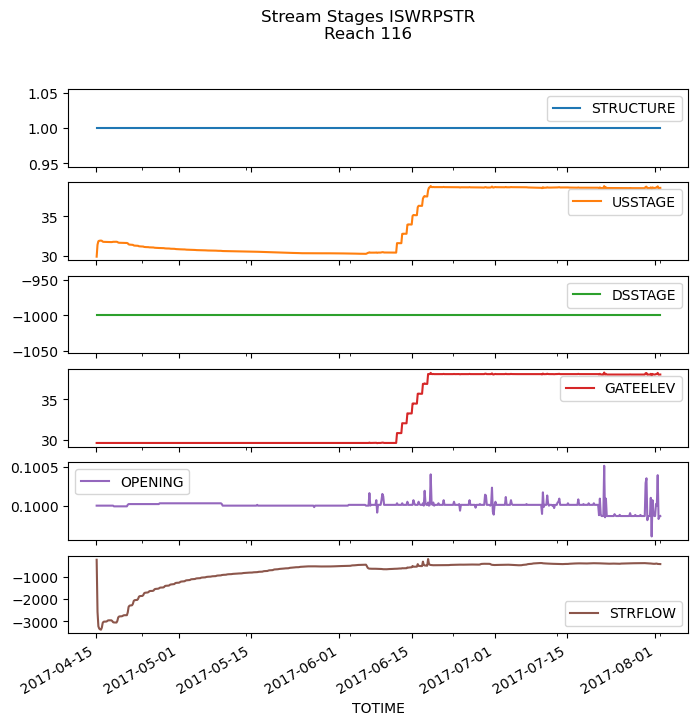 Stream Stages ISWRPSTR
Reach 116
1.05
STRUCTURE
1.00
0.95
USSTAGE
35
30
−950
DSSTAGE
−1000
−1050
GATEELEV
35
30
0.1005
OPENING
0.1000
−1000
−2000
STRFLOW
−3000
2017-04-15
2017-05-01
2017-05-15
2017-06-01
2017-06-15
2017-07-01
2017-07-15
2017-08-01
TOTIME